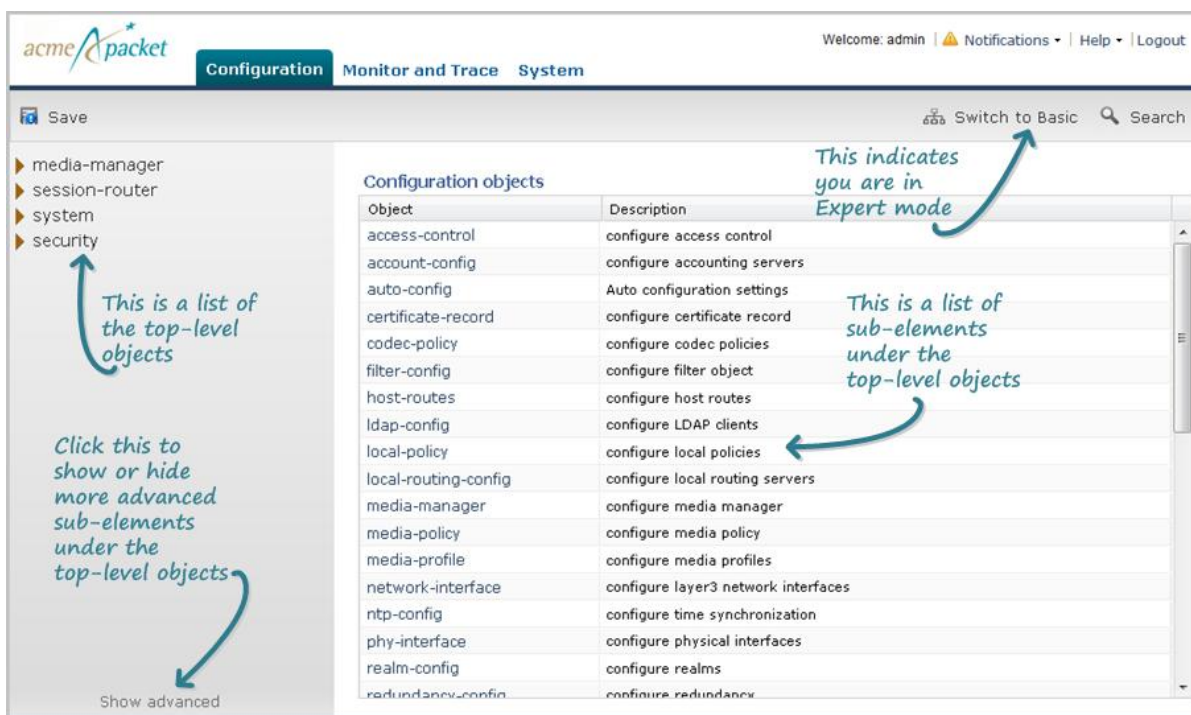 acme packet
Welcome: admin | Notifications | Help | Logout
Configuration Monitor and Trace System
Save
Switch to Basic Search
media-manager
session-router
system
security
This is a list of
the top-level
objects
Click this to
show or hide
more advanced
sub-elements
under the
top-level objects
Show advanced
This indicates
you are in
Expert mode
Configuration objects
Object Description
access-control configure access control
account-config configure accounting servers
auto-config Auto configuration settings
certificate-record configure certificate record
codec-policy configure codec policies
filter-config configure filter object
host-routes configure host routes
ldap-config configure LDAP clients
local-policy configure local policies
local-routing-config configure local routing servers
media-manager configure media manager
media-policy configure media policy
media-profile configure media profiles
network-interface configure layer3 network interfaces
ntp-config configure time synchronization
phy-interface configure physical interfaces
realm-config configure realms
redundancy-config configure redundancy
This is a list of
sub-elements
under the
top-level objects